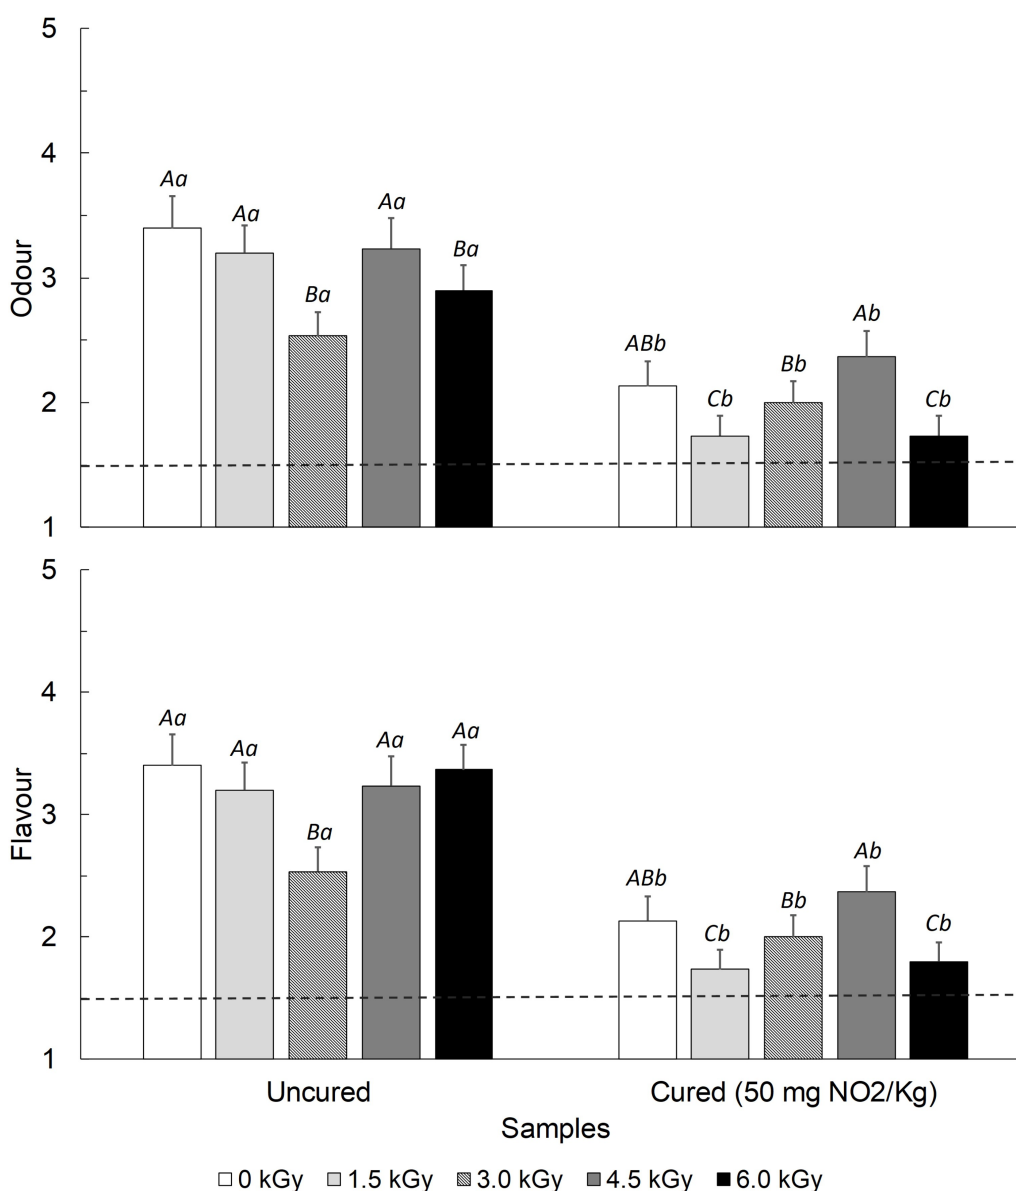 5
4
3
2
1
Odour
Aa
Aa
Ba
Aa
Ba
ABb
Cb
Bb
Ab
Cb
5
4
3
2
1
Flavour
Aa
Aa
Ba
Aa
Aa
ABb
Cb
Bb
Ab
Cb
Uncured
Cured (50 mg NO2/Kg)
Samples
0 kGy 1.5 kGy 3.0 kGy 4.5 kGy 6.0 kGy